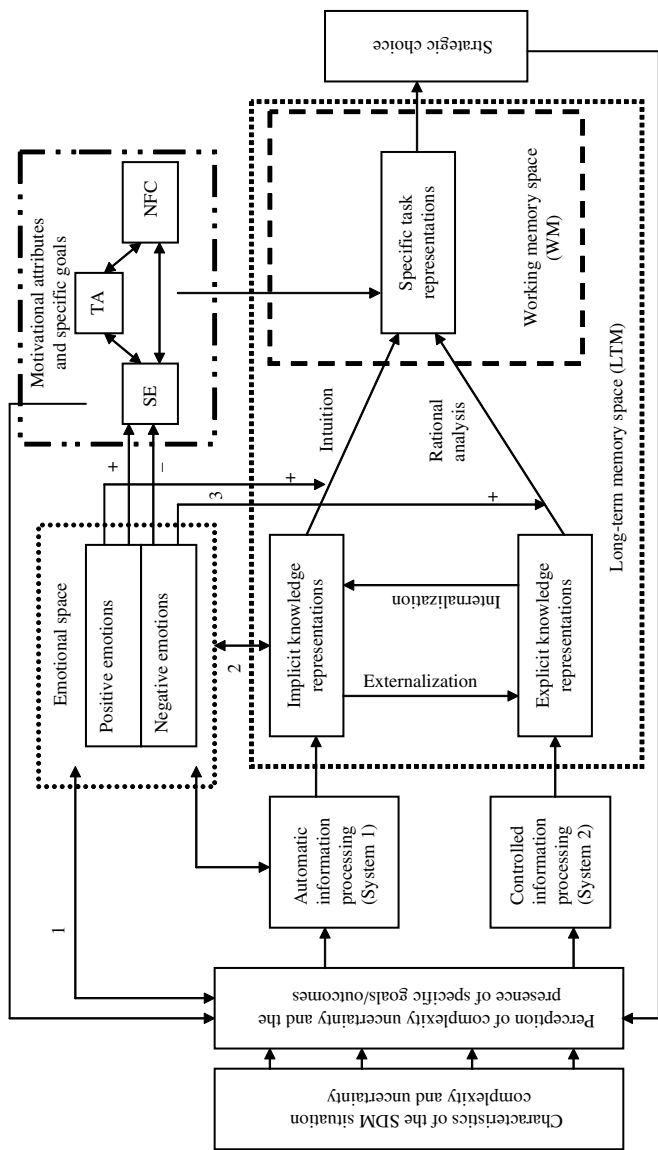 Characteristics of the SDM situation
complexity and uncertainty
Perception of complexity uncertainty and the
presence of specific goals/outcomes
1
Automatic
information
processing
(System 1)
Controlled
information
processing
(System 2)
Emotional space
Positive emotions
Negative emotions
2
3
+
–
+
+
Implicit knowledge
representations
Externalization
Internalization
Explicit knowledge
representations
Intuition
Rational
analysis
Motivational attributes
and specific goals
SE
TA
NFC
Specific task
representations
Working memory space
(WM)
Long-term memory space (LTM)
Strategic choice